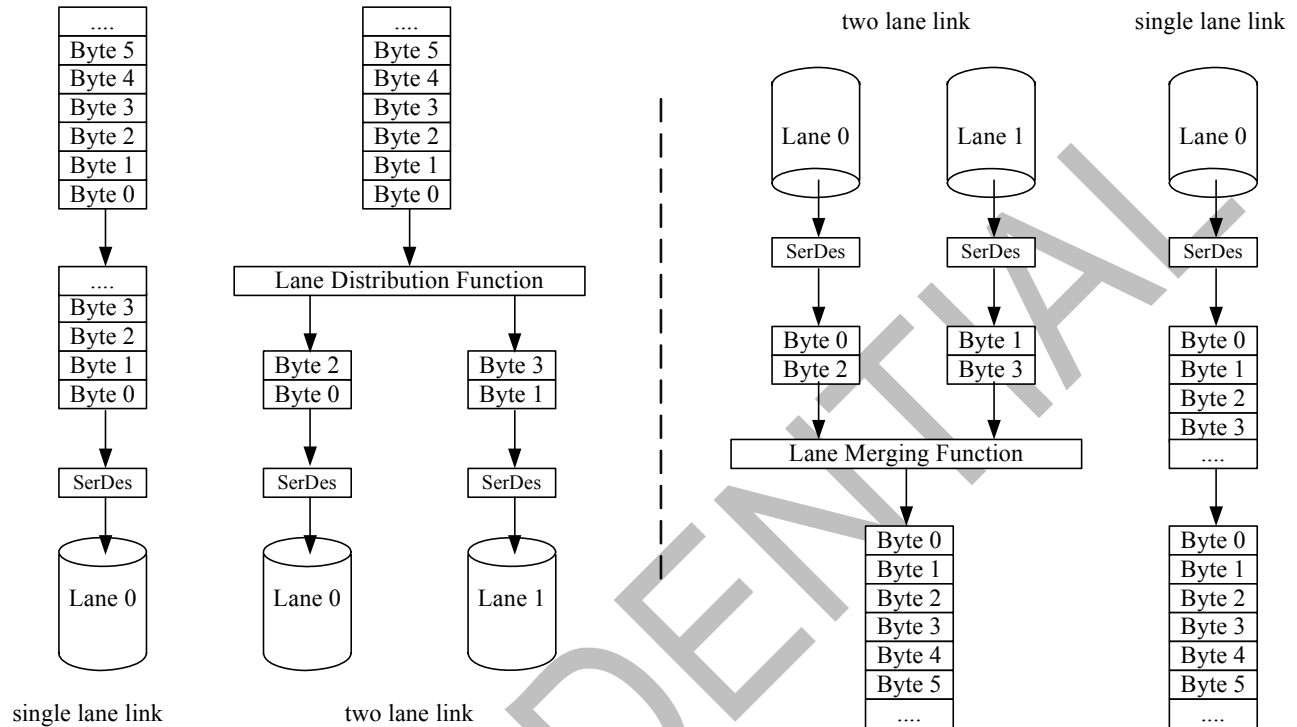 ....
Byte 5
Byte 4
Byte 3
Byte 2
Byte 1
Byte 0
....
Byte 3
Byte 2
Byte 1
Byte 0
SerDes
Lane 0
single lane link
....
Byte 5
Byte 4
Byte 3
Byte 2
Byte 1
Byte 0
Lane Distribution Function
Byte 2
Byte 0
SerDes
Lane 0
Byte 3
Byte 1
SerDes
Lane 1
two lane link
two lane link
Lane 0
SerDes
Byte 0
Byte 2
Lane 1
SerDes
Byte 1
Byte 3
Lane Merging Function
Byte 0
Byte 1
Byte 2
Byte 3
Byte 4
Byte 5
....
single lane link
Lane 0
SerDes
Byte 0
Byte 1
Byte 2
Byte 3
....
Byte 0
Byte 1
Byte 2
Byte 3
Byte 4
Byte 5
....
DENTIAL